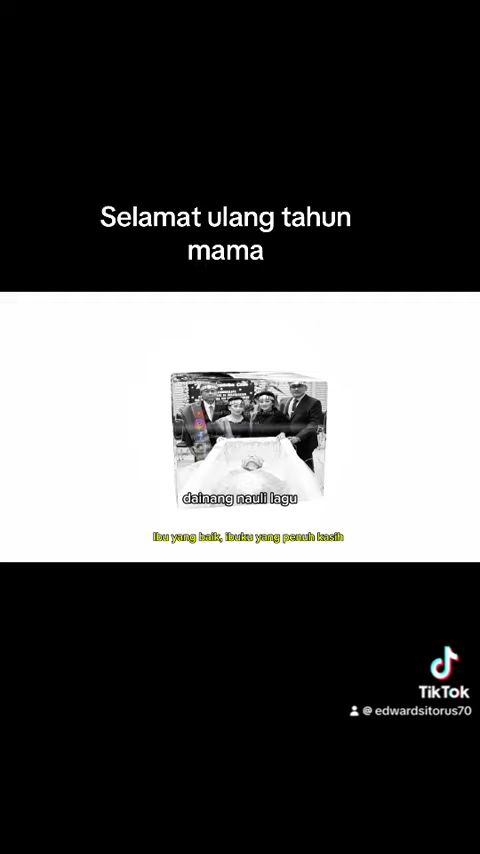 Selamat ulang tahun
mama
dainang nauli lagu
Ibu yang baik, ibuku yang penuh kasih
TikTok
@ edwardsitorus70